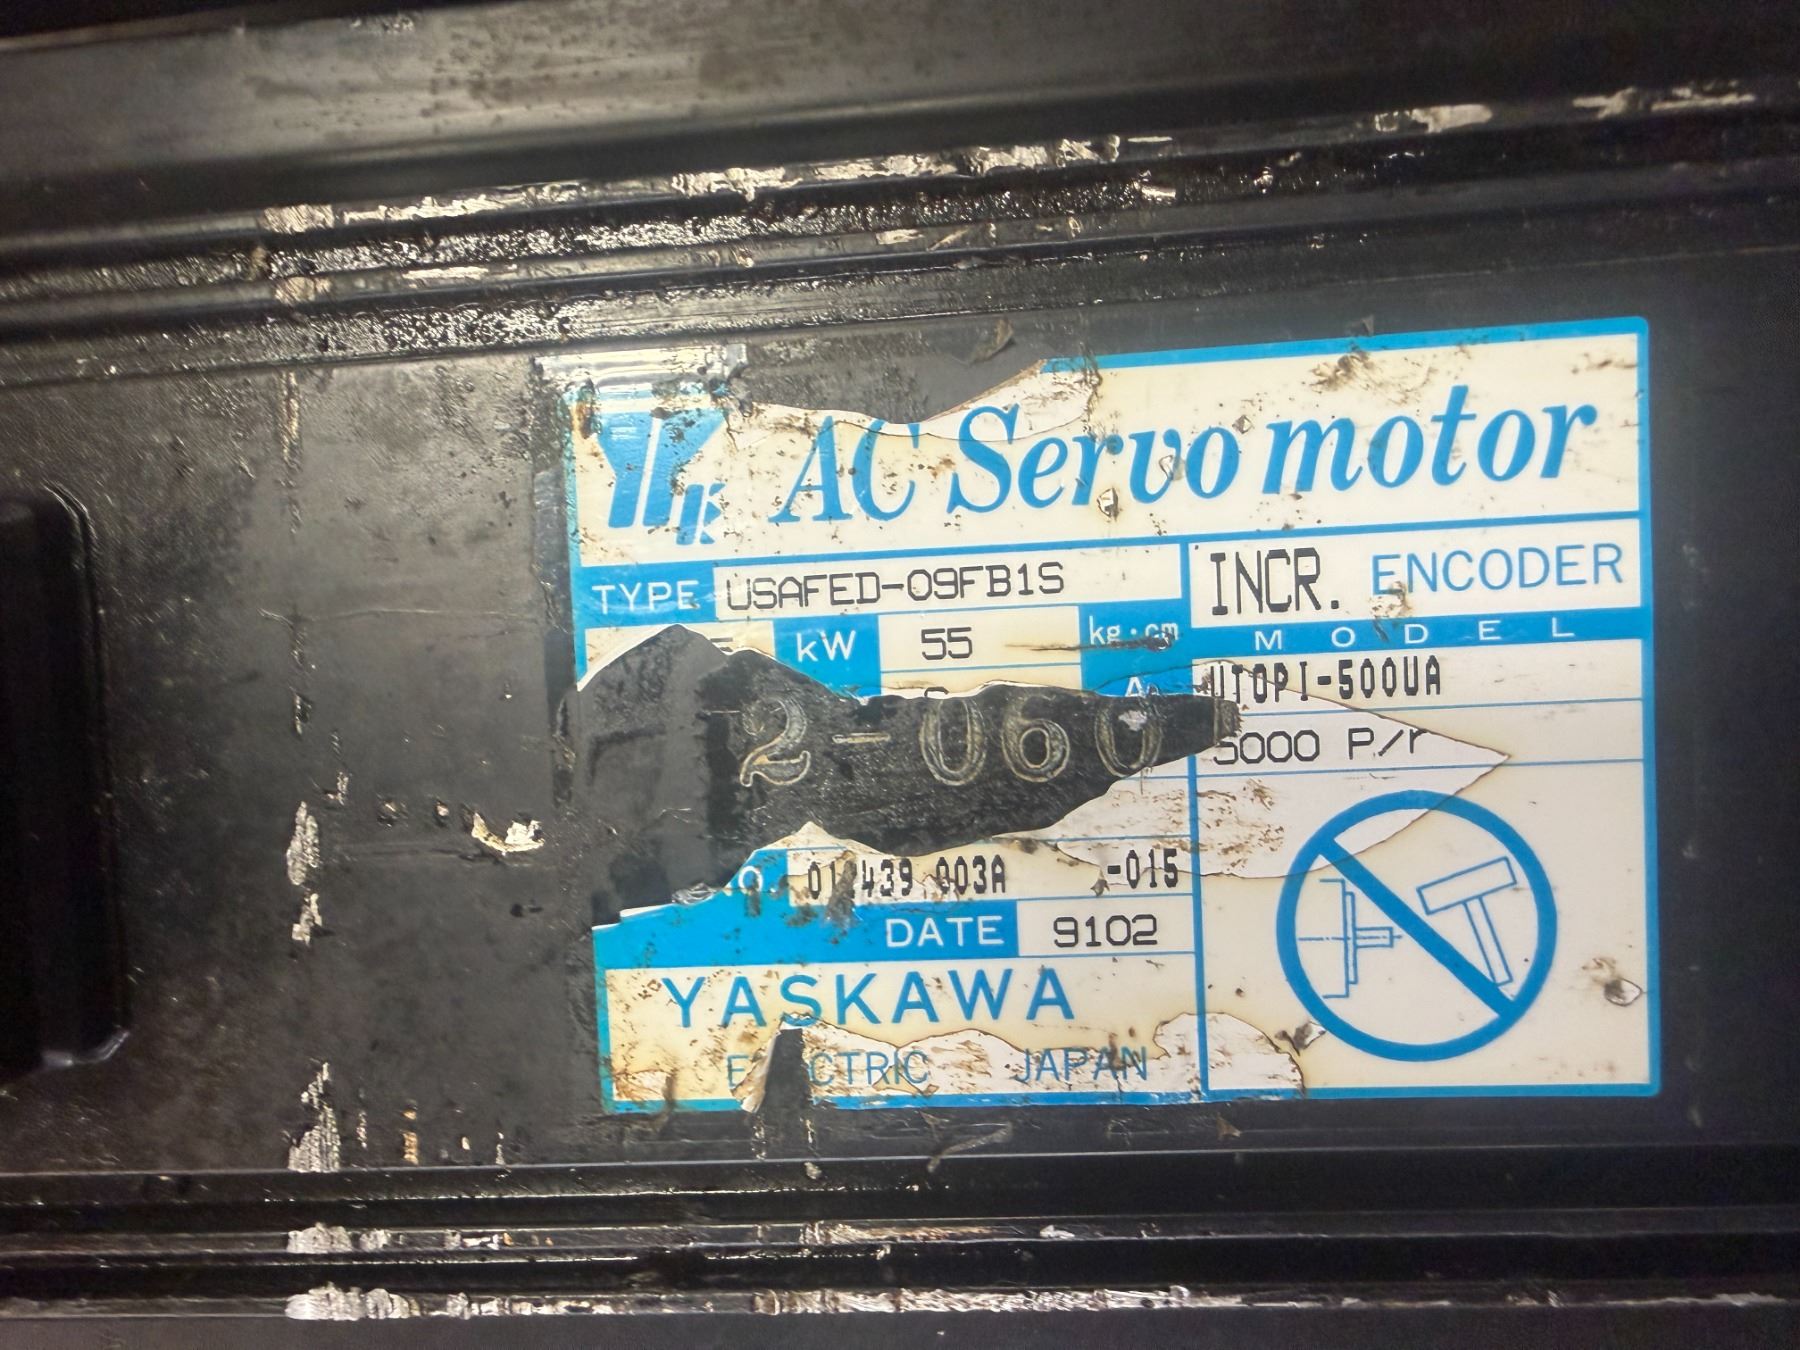 AC Servo motor
TYPE USAFED-09FB1S
INCR. ENCODER
kW 55 kg·cm
MODEL
A
UTOPI-500UA
2-060
5000 P/r
439 003A -015
DATE 9102
YASKAWA
JAPAN